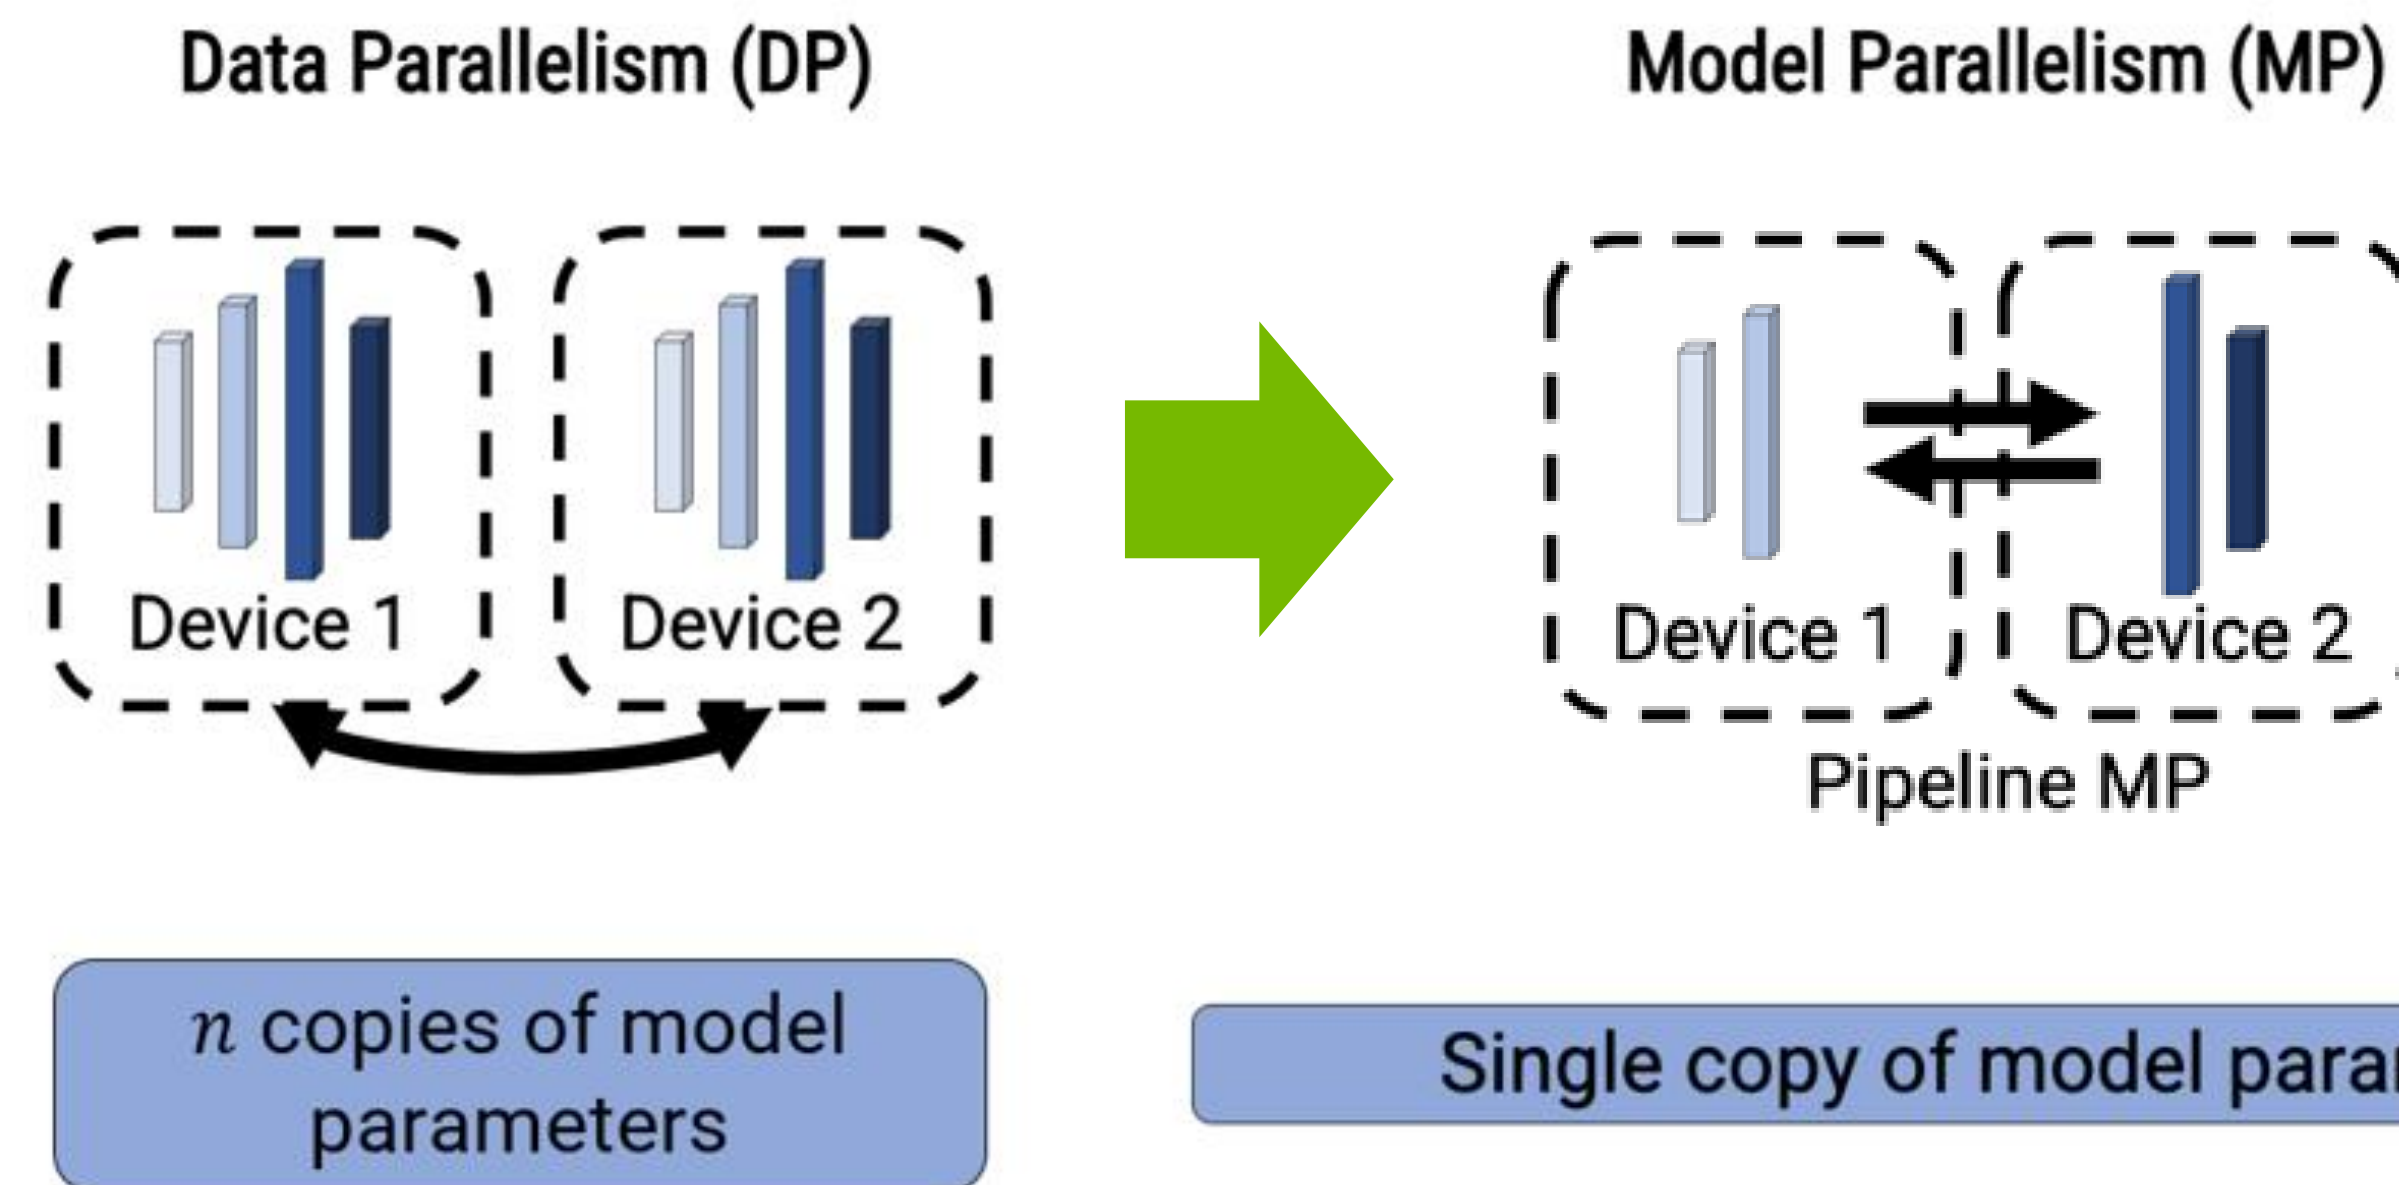 Data Parallelism (DP)
Model Parallelism (MP)
Device 1
Device 2
Device 1
Device 2
Pipeline MP
n copies of model
parameters
Single copy of model